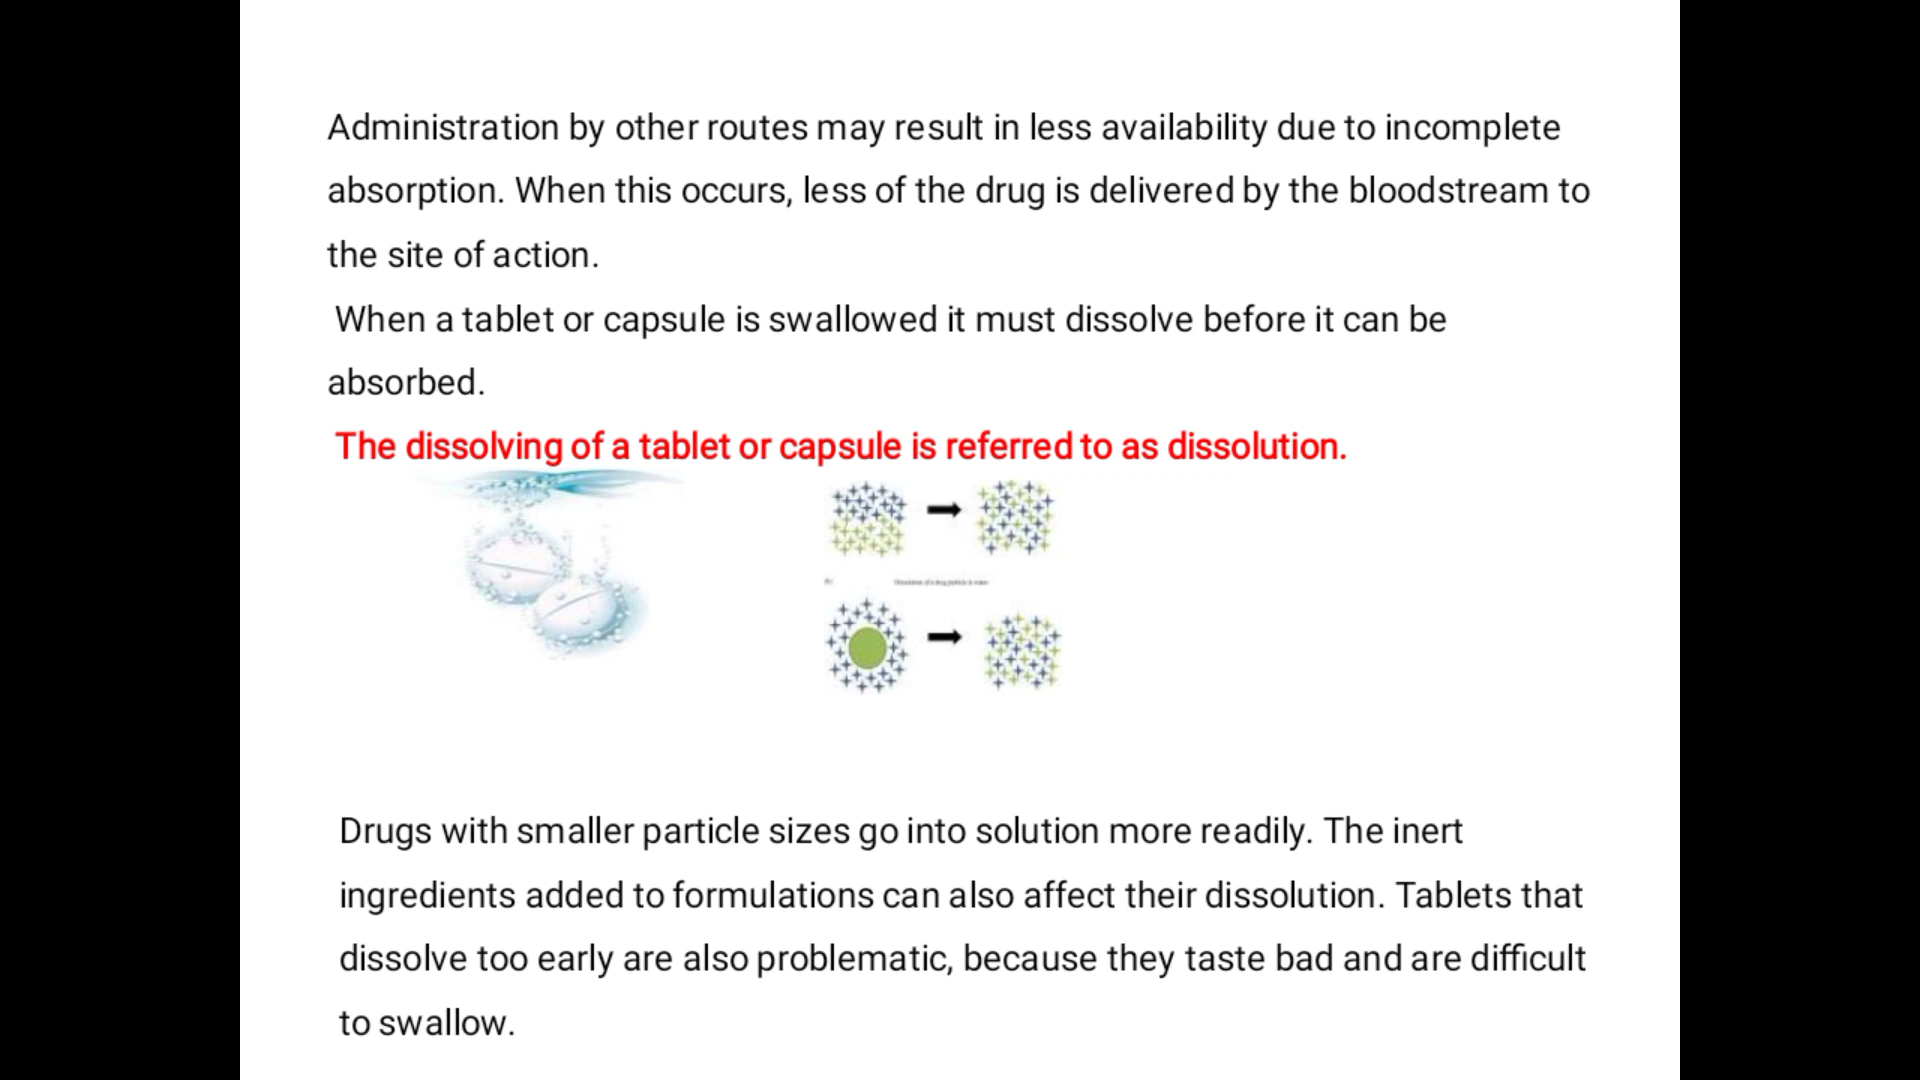 Administration by other routes may result in less availability due to incomplete
absorption. When this occurs, less of the drug is delivered by the bloodstream to
the site of action.
When a tablet or capsule is swallowed it must dissolve before it can be
absorbed.
The dissolving of a tablet or capsule is referred to as dissolution.
Drugs with smaller particle sizes go into solution more readily. The inert
ingredients added to formulations can also affect their dissolution. Tablets that
dissolve too early are also problematic, because they taste bad and are difficult
to swallow.